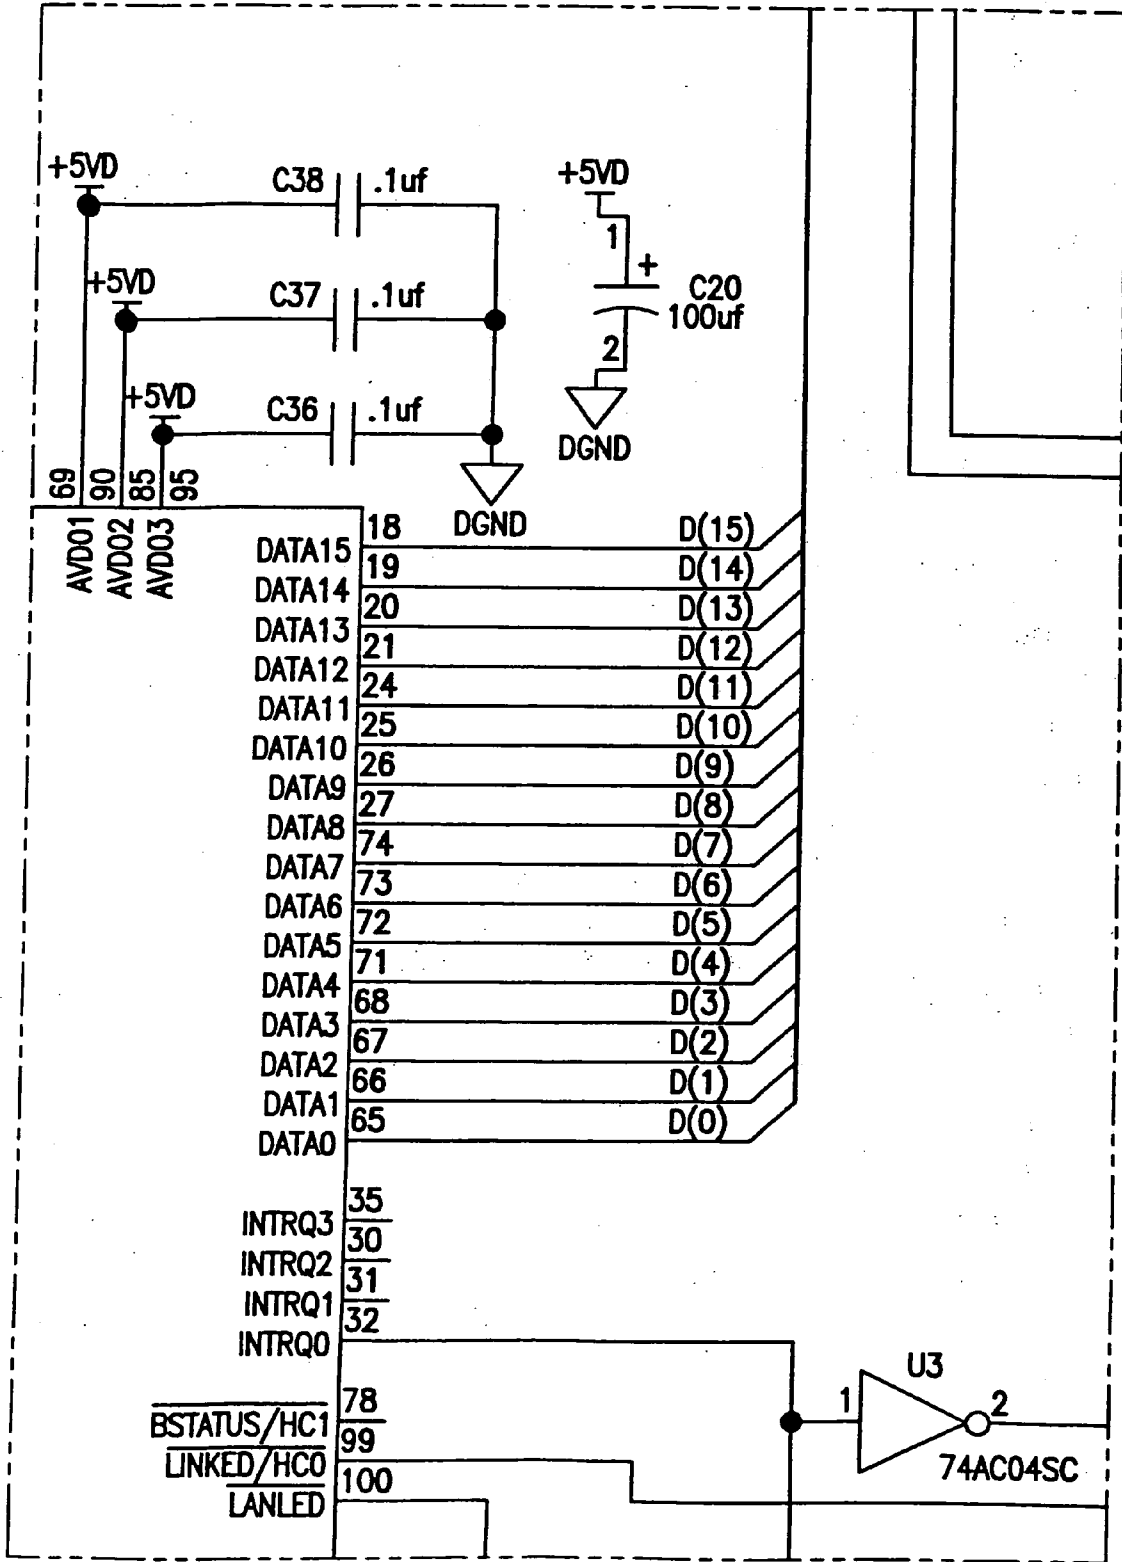 +5VD
C38 .1uf
+5VD
1
+
C20
100uf
2
DGND
+5VD
C37 .1uf
+5VD
C36 .1uf
DGND
69
90
85
95
AVD01
AVD02
AVD03
DATA15 18 D(15)
DATA14 19 D(14)
DATA13 20 D(13)
DATA12 21 D(12)
DATA11 24 D(11)
DATA10 25 D(10)
DATA9 26 D(9)
DATA8 27 D(8)
DATA7 74 D(7)
DATA6 73 D(6)
DATA5 72 D(5)
DATA4 71 D(4)
DATA3 68 D(3)
DATA2 67 D(2)
DATA1 66 D(1)
DATA0 65 D(0)
INTRQ3 35
INTRQ2 30
INTRQ1 31
INTRQ0 32
BSTATUS/HC1 78
LINKED/HC0 99
LANLED 100
U3
1
2
74AC04SC